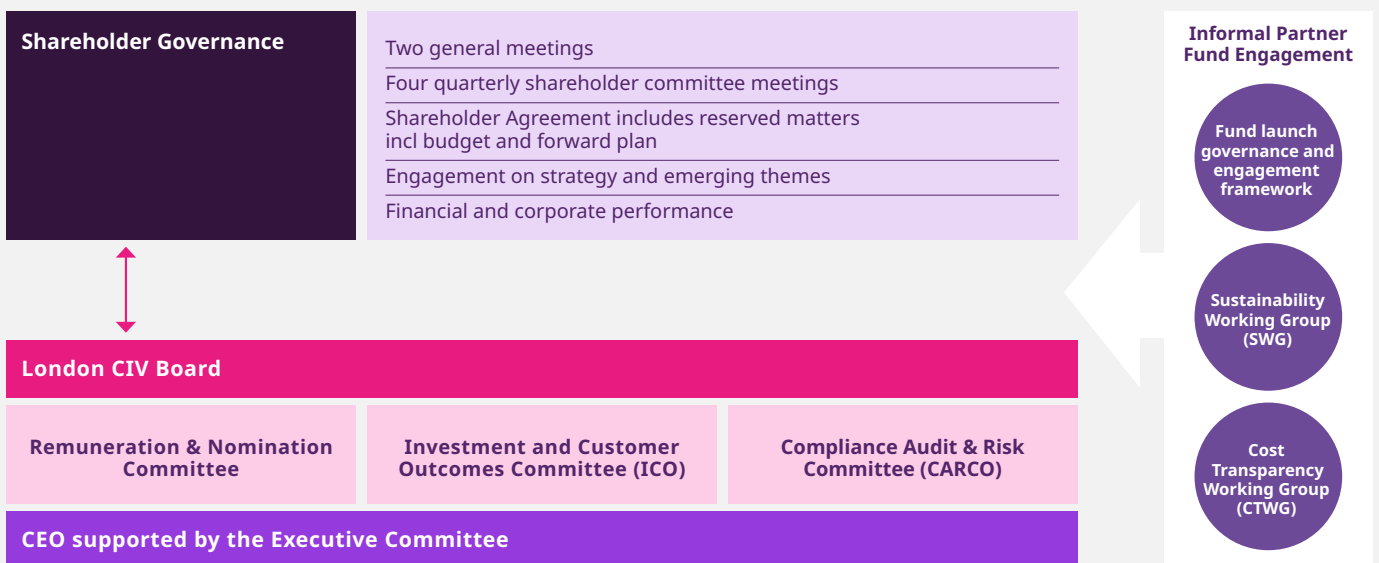 Shareholder Governance
Two general meetings
Four quarterly shareholder committee meetings
Shareholder Agreement includes reserved matters
incl budget and forward plan
Engagement on strategy and emerging themes
Financial and corporate performance
London CIV Board
Remuneration & Nomination
Committee
Investment and Customer
Outcomes Committee (ICO)
Compliance Audit & Risk
Committee (CARCO)
CEO supported by the Executive Committee
Informal Partner
Fund Engagement
Fund launch
governance and
engagement
framework
Sustainability
Working Group
(SWG)
Cost
Transparency
Working Group
(CTWG)